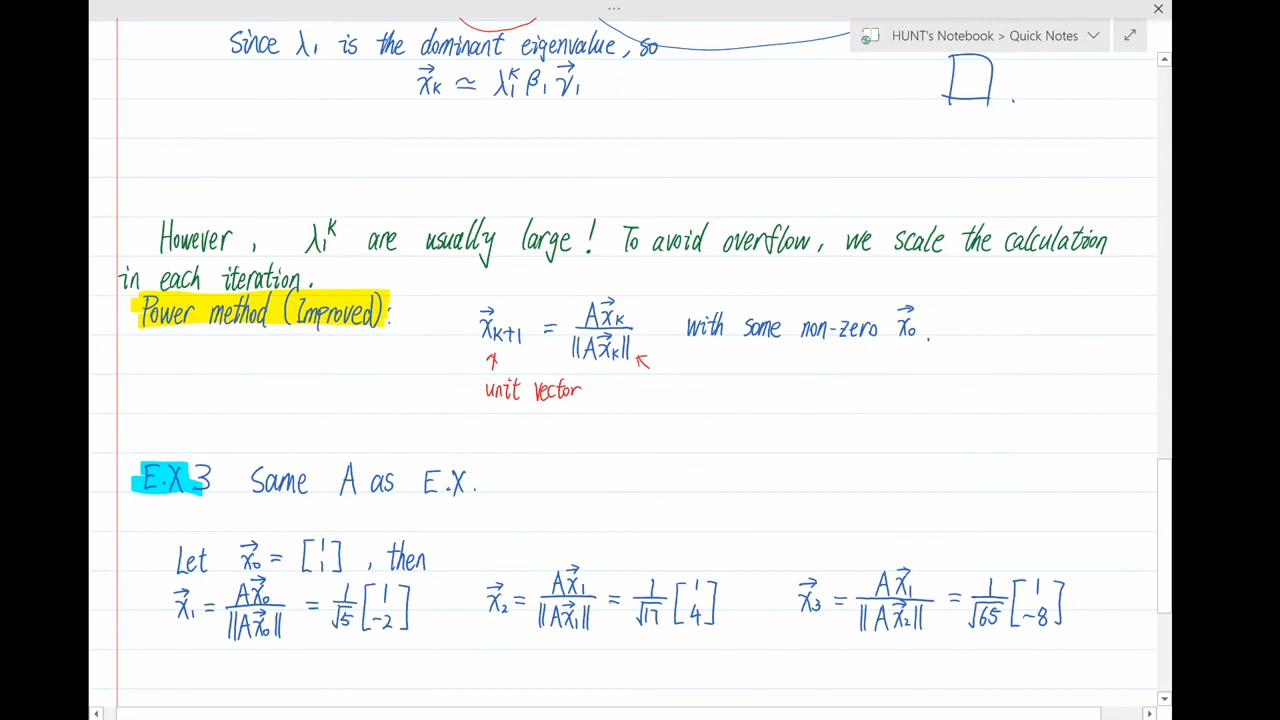 HUNT's Notebook > Quick Notes
Since λ₁ is the dominant eigenvalue, so
x⃗ₖ ≃ λ₁ᵏ β₁ v⃗₁
□.
However, λ₁ᵏ are usually large! To avoid overflow, we scale the calculation
in each iteration.
Power method (Improved): x⃗ₖ₊₁ = Ax⃗ₖ / ||Ax⃗ₖ|| with some non-zero x⃗₀.
unit vector
E.X.3 Same A as E.X.
Let x⃗₀ = [1 1], then
x⃗₁ = Ax⃗₀ / ||Ax⃗₀|| = 1/√5 [1 -2] x⃗₂ = Ax⃗₁ / ||Ax⃗₁|| = 1/√17 [1 4] x⃗₃ = Ax⃗₁ / ||Ax⃗₂|| = 1/√65 [1 -8]